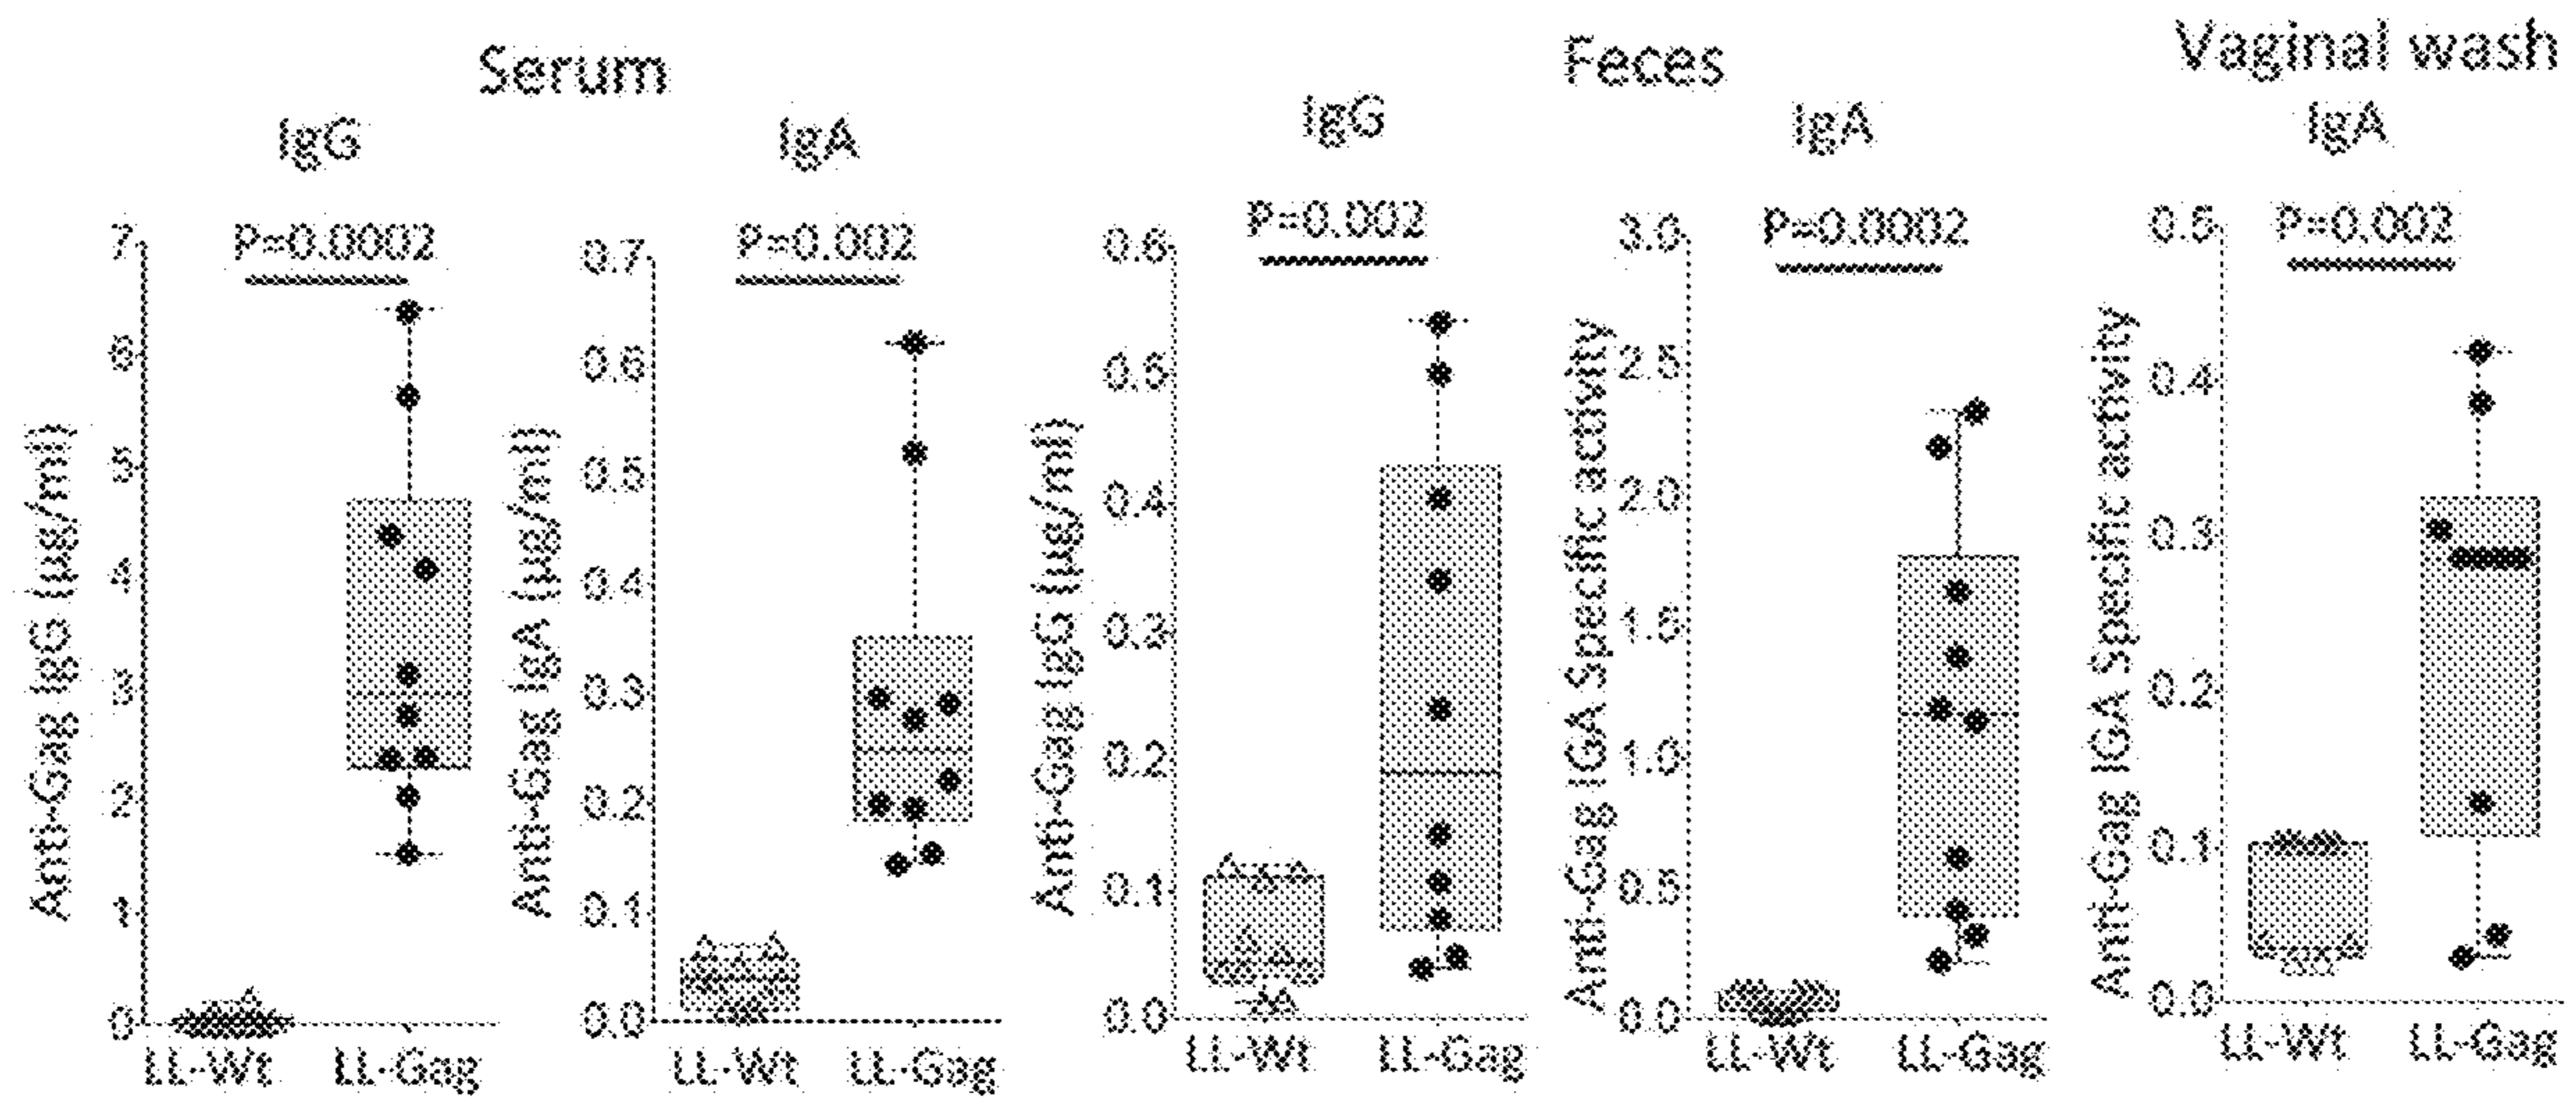 Serum
Feces
Vaginal wash
IgG
IgA
IgG
IgA
IgA
P=0.0002
P=0.002
P=0.002
P=0.0002
P=0.002
Anti-Gag IgG (µg/ml)
7
6
5
4
3
2
1
0
LL-Wt
LL-Gag
Anti-Gag IgA (µg/ml)
0.7
0.6
0.5
0.4
0.3
0.2
0.1
0.0
LL-Wt
LL-Gag
Anti-Gag IgG (µg/ml)
0.6
0.5
0.4
0.3
0.2
0.1
0.0
LL-Wt
LL-Gag
Anti-Gag IGA Specific activity
3.0
2.5
2.0
1.5
1.0
0.5
0.0
LL-Wt
LL-Gag
Anti-Gag IGA Specific activity
0.5
0.4
0.3
0.2
0.1
0.0
LL-Wt
LL-Gag